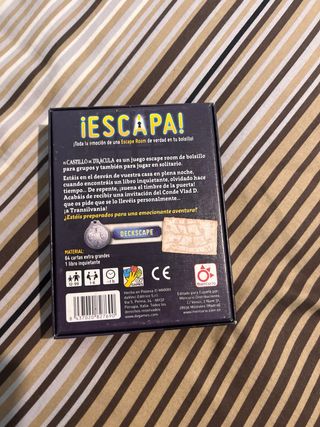 ¡ESCAPA!
¡Toda la emoción de una Escape Room de verdad en tu bolsillo!
EL CASTILLO DE DRÁCULA es un juego escape room de bolsillo
para grupos y también para jugar en solitario.
Estáis en el desván de vuestra casa en plena noche,
cuando encontráis un libro inquietante, olvidado hace
tiempo... De repente, ¡suena el timbre de la puerta!
Acabáis de recibir una invitación del Conde Vlad D.
que os pide que se lo llevéis personalmente...
¡a Transilvania!
¿Estáis preparados para una emocionante aventura?
DECKSCAPE
MATERIAL
64 cartas extra grandes
1 libro inquietante
CE
Mercurio